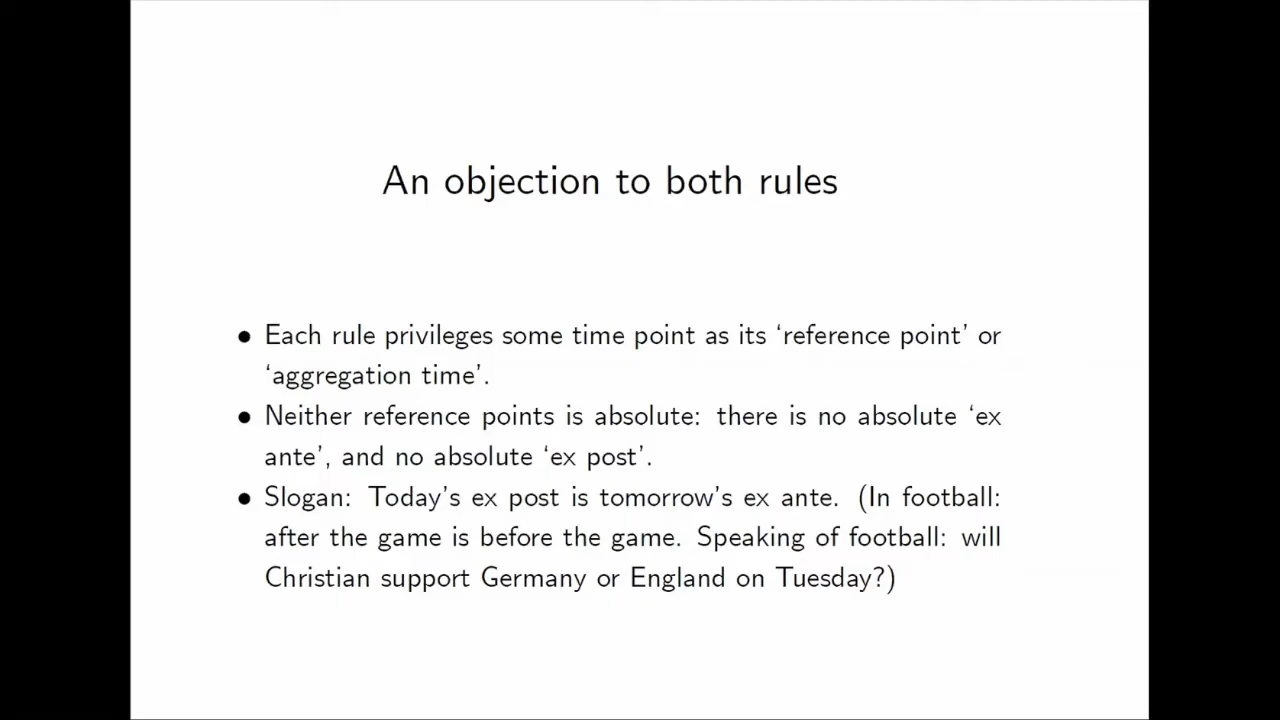 An objection to both rules
• Each rule privileges some time point as its ‘reference point’ or
‘aggregation time’.
• Neither reference points is absolute: there is no absolute ‘ex
ante’, and no absolute ‘ex post’.
• Slogan: Today’s ex post is tomorrow’s ex ante. (In football:
after the game is before the game. Speaking of football: will
Christian support Germany or England on Tuesday?)